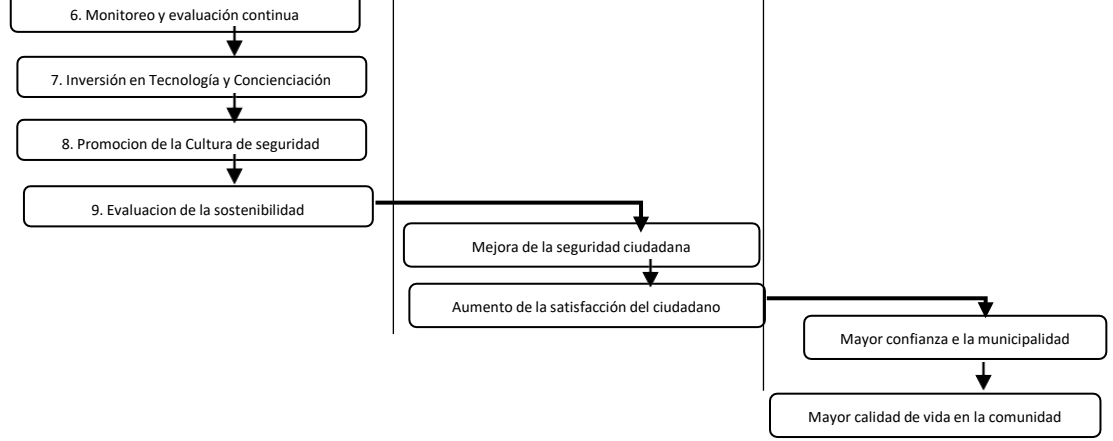 6. Monitoreo y evaluación continua
7. Inversión en Tecnología y Concienciación
8. Promocion de la Cultura de seguridad
9. Evaluacion de la sostenibilidad
Mejora de la seguridad ciudadana
Aumento de la satisfacción del ciudadano
Mayor confianza e la municipalidad
Mayor calidad de vida en la comunidad